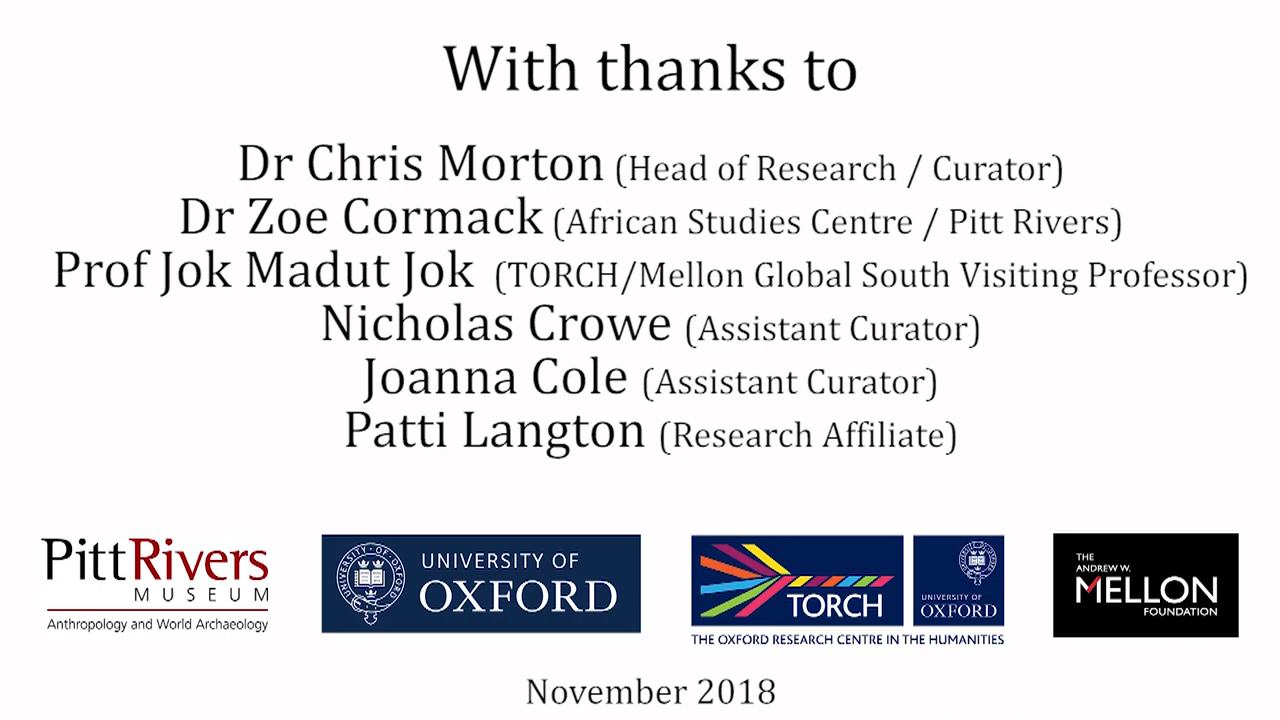 With thanks to
Dr Chris Morton (Head of Research / Curator)
Dr Zoe Cormack (African Studies Centre / Pitt Rivers)
Prof Jok Madut Jok (TORCH/Mellon Global South Visiting Professor)
Nicholas Crowe (Assistant Curator)
Joanna Cole (Assistant Curator)
Patti Langton (Research Affiliate)
PittRivers
MUSEUM
Anthropology and World Archaeology
UNIVERSITY OF
OXFORD
TORCH
UNIVERSITY OF
OXFORD
THE OXFORD RESEARCH CENTRE IN THE HUMANITIES
THE
ANDREW W.
MELLON
FOUNDATION
November 2018